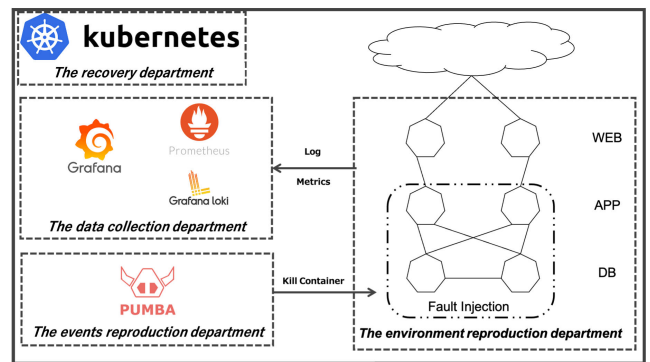 kubernetes
The recovery department
Grafana
Prometheus
Grafana loki
The data collection department
Log
Metrics
PUMBA
The events reproduction department
Kill Container
WEB
APP
DB
Fault Injection
The environment reproduction department